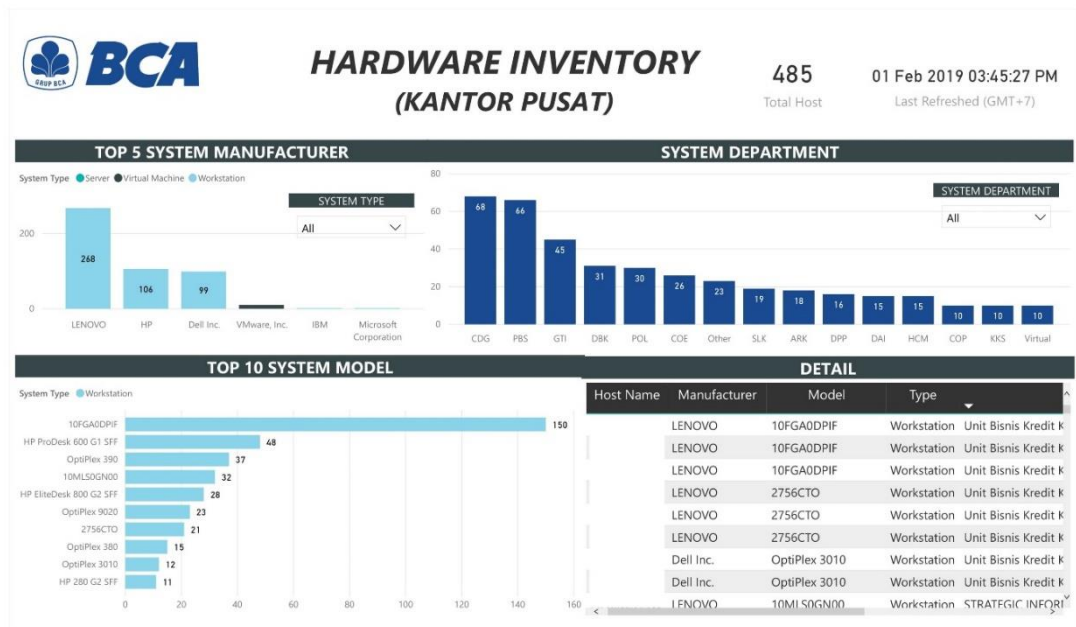 GRUP BCA
BCA
HARDWARE INVENTORY
(KANTOR PUSAT)
485
Total Host
01 Feb 2019 03:45:27 PM
Last Refreshed (GMT+7)
TOP 5 SYSTEM MANUFACTURER
System Type Server Virtual Machine Workstation
SYSTEM TYPE
All
200
0
268
106
99
LENOVO HP Dell Inc. VMware, Inc. IBM Microsoft
Corporation
SYSTEM DEPARTMENT
SYSTEM DEPARTMENT
All
80
60
40
20
0
68 66 45 31 30 26 23 19 18 16 15 15 10 10 10
CDG PBS GTI DBK POL COE Other SLK ARK DPP DAI HCM COP KKS Virtual
TOP 10 SYSTEM MODEL
System Type Workstation
10FGA0DPIF 150
HP ProDesk 600 G1 SFF 48
OptiPlex 390 37
10MLS0GN00 32
HP EliteDesk 800 G2 SFF 28
OptiPlex 9020 23
2756CTO 21
OptiPlex 380 15
OptiPlex 3010 12
HP 280 G2 SFF 11
0 20 40 60 80 100 120 140 160
DETAIL
Host Name Manufacturer Model Type
LENOVO 10FGA0DPIF Workstation Unit Bisnis Kredit K
LENOVO 10FGA0DPIF Workstation Unit Bisnis Kredit K
LENOVO 10FGA0DPIF Workstation Unit Bisnis Kredit K
LENOVO 2756CTO Workstation Unit Bisnis Kredit K
LENOVO 2756CTO Workstation Unit Bisnis Kredit K
LENOVO 2756CTO Workstation Unit Bisnis Kredit K
Dell Inc. OptiPlex 3010 Workstation Unit Bisnis Kredit K
Dell Inc. OptiPlex 3010 Workstation Unit Bisnis Kredit K
LENOVO 10MLS0GN00 Workstation STRATEGIC INFORI